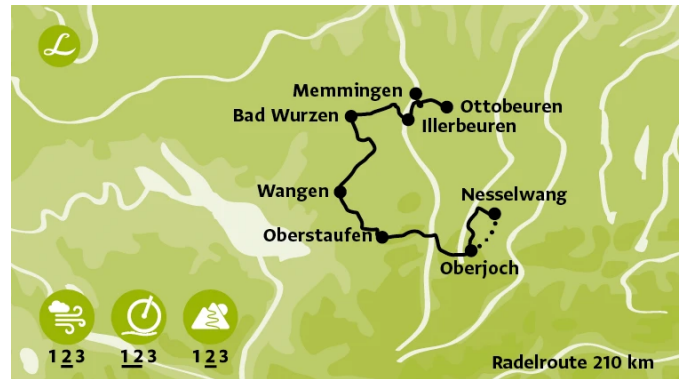 L
Memmingen
Ottobeuren
Bad Wurzen
Illerbeuren
Wangen
Nesselwang
Oberstaufen
Oberjoch
1 2 3
1 2 3
1 2 3
Radelroute 210 km